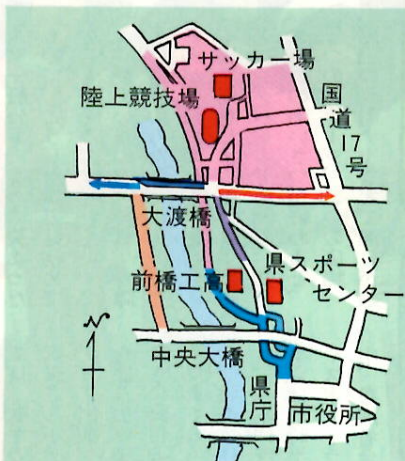 サッカー場
陸上競技場
国道17号
大渡橋
前橋工高
県スポーツ
センター
N
中央大橋
県庁
市役所